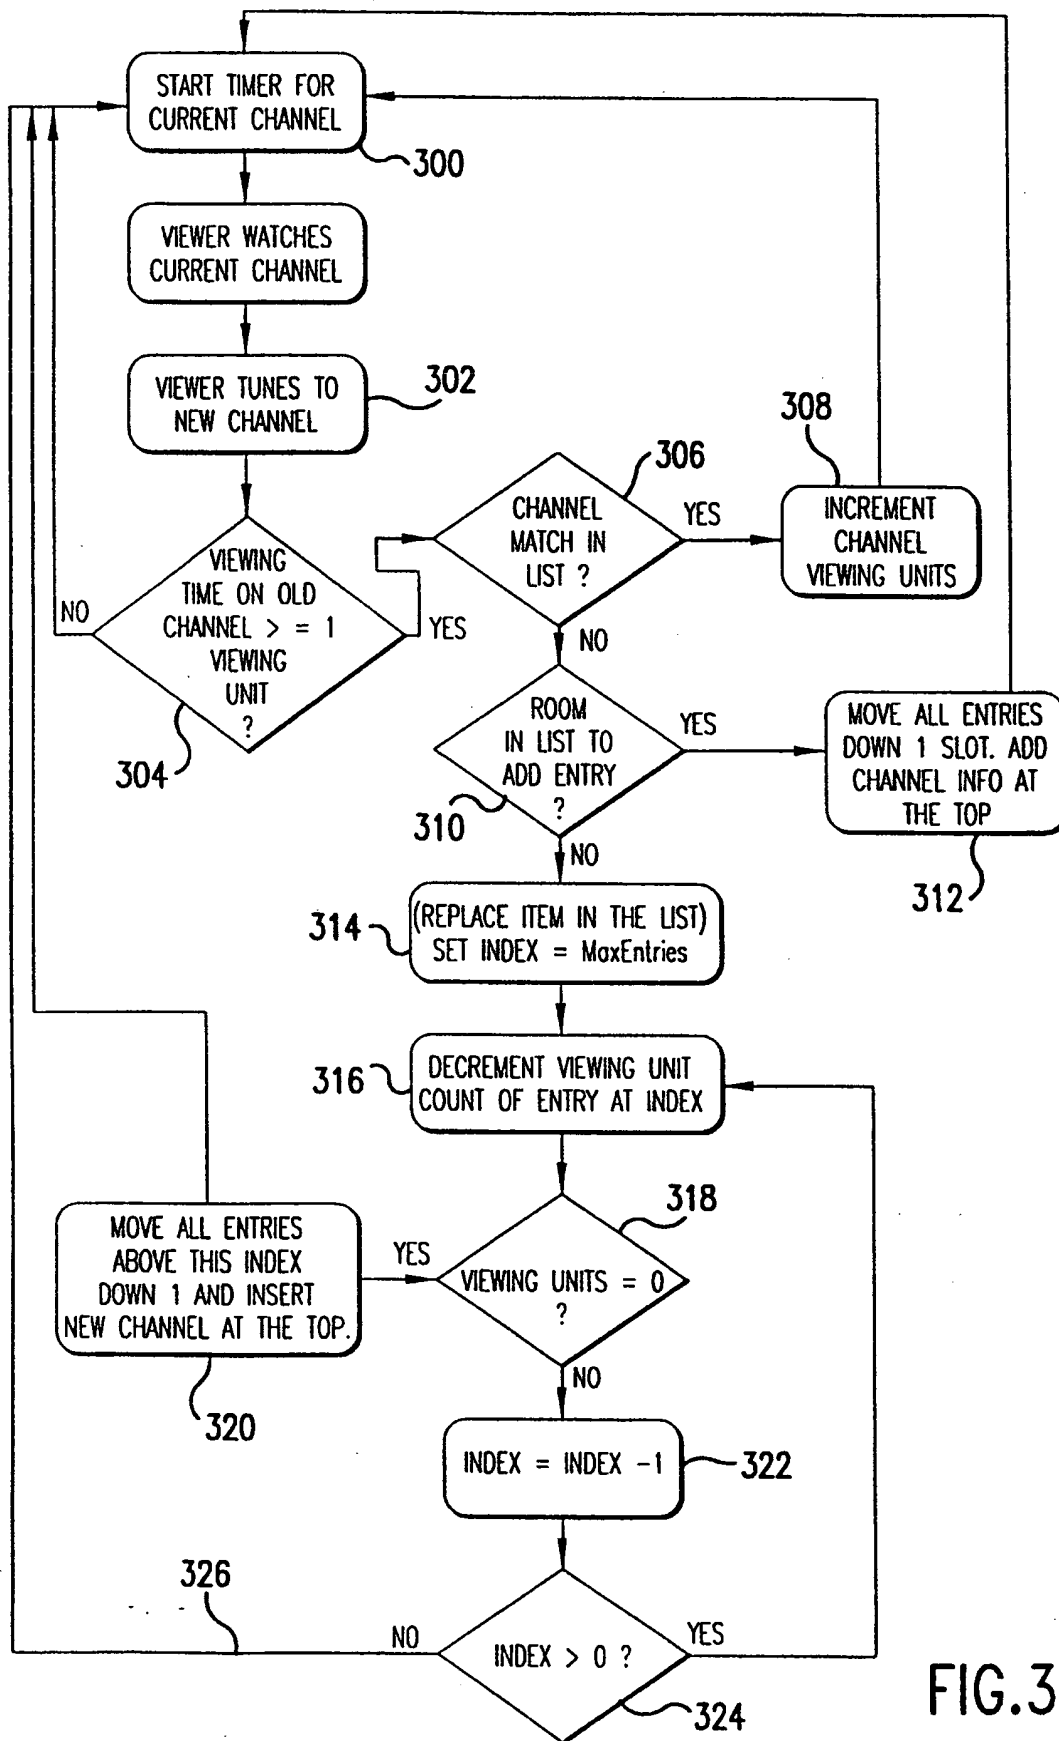 START TIMER FOR
CURRENT CHANNEL
300
VIEWER WATCHES
CURRENT CHANNEL
VIEWER TUNES TO
NEW CHANNEL
302
VIEWING
TIME ON OLD
CHANNEL > = 1
VIEWING
UNIT
?
NO
YES
304
CHANNEL
MATCH IN
LIST ?
306
YES
NO
308
INCREMENT
CHANNEL
VIEWING UNITS
ROOM
IN LIST TO
ADD ENTRY
?
310
YES
NO
MOVE ALL ENTRIES
DOWN 1 SLOT. ADD
CHANNEL INFO AT
THE TOP
312
314
(REPLACE ITEM IN THE LIST)
SET INDEX = MaxEntries
316
DECREMENT VIEWING UNIT
COUNT OF ENTRY AT INDEX
318
VIEWING UNITS = 0
?
YES
NO
MOVE ALL ENTRIES
ABOVE THIS INDEX
DOWN 1 AND INSERT
NEW CHANNEL AT THE TOP.
320
INDEX = INDEX -1
322
326
NO
INDEX > 0 ?
YES
324
FIG.3